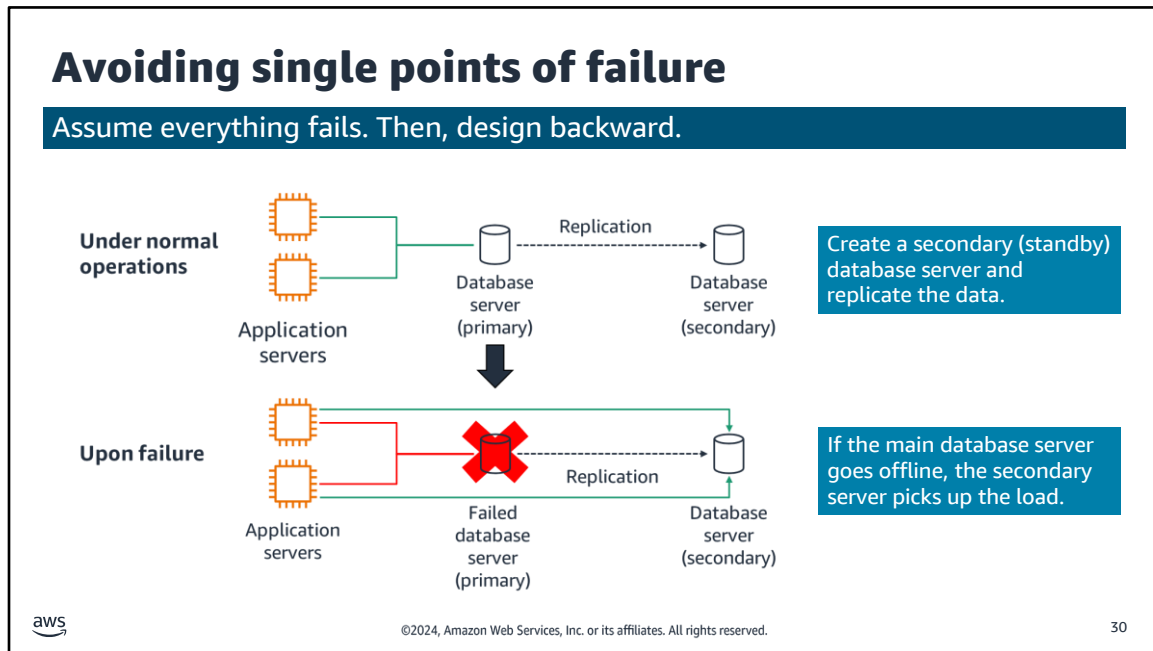 Avoiding single points of failure
Assume everything fails. Then, design backward.
Under normal
operations
Application
servers
Database
server
(primary)
Replication
Database
server
(secondary)
Create a secondary (standby)
database server and
replicate the data.
Upon failure
Application
servers
Failed
database
server
(primary)
Replication
Database
server
(secondary)
If the main database server
goes offline, the secondary
server picks up the load.
aws
©2024, Amazon Web Services, Inc. or its affiliates. All rights reserved.
30